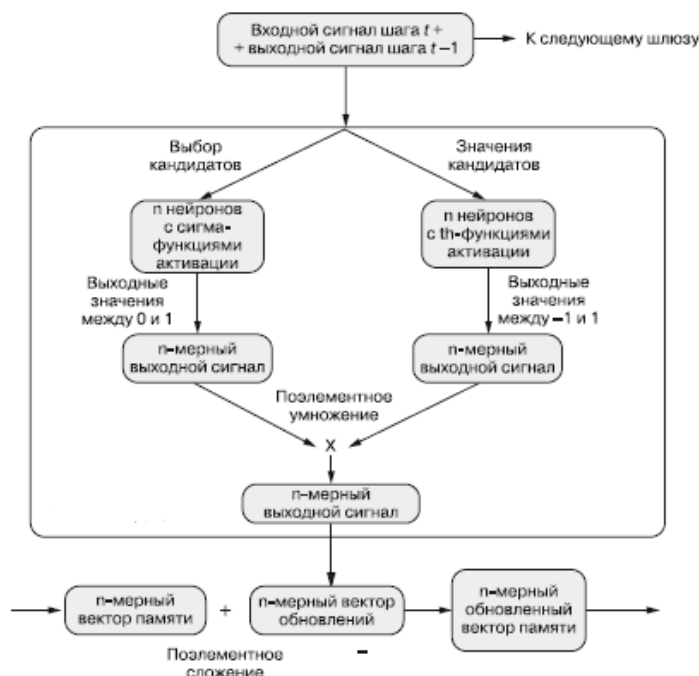 Входной сигнал шага t +
+ выходной сигнал шага t –1
К следующему шлюзу
Выбор
кандидатов
Значения
кандидатов
n нейронов
с сигма-
функциями
активации
n нейронов
с th-функциями
активации
Выходные
значения
между 0 и 1
Выходные
значения
между –1 и 1
n-мерный
выходной сигнал
n-мерный
выходной сигнал
Поэлементное
умножение
X
n-мерный
выходной сигнал
n-мерный
вектор памяти
+
n-мерный вектор
обновлений
–
n-мерный
обновленный
вектор памяти
Поэлементное
сложение